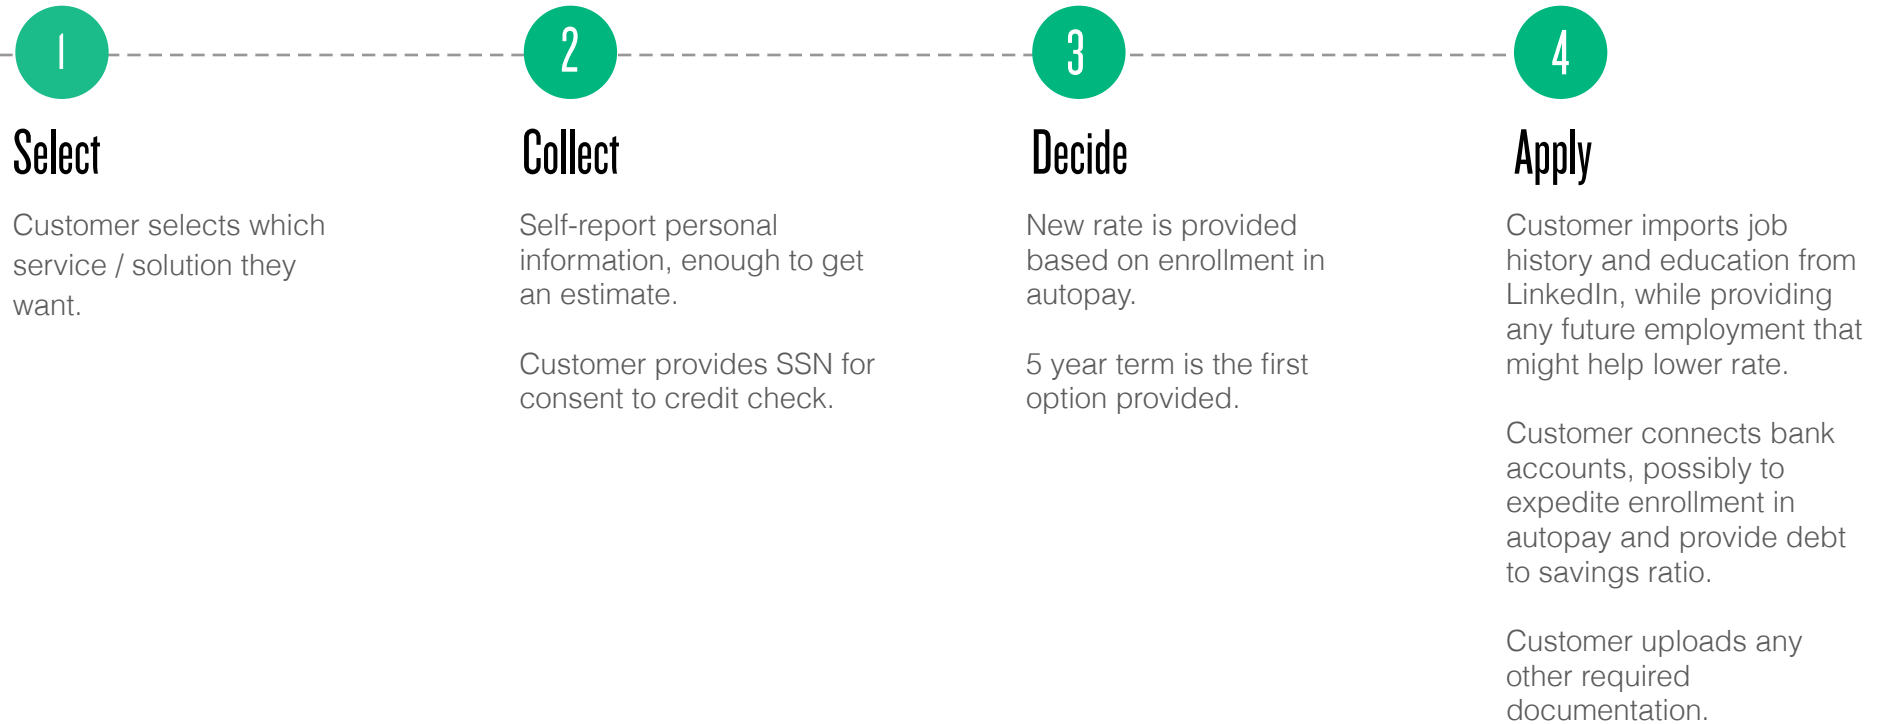 1
Select
Customer selects which
service / solution they
want.
2
Collect
Self-report personal
information, enough to get
an estimate.
Customer provides SSN for
consent to credit check.
3
Decide
New rate is provided
based on enrollment in
autopay.
5 year term is the first
option provided.
4
Apply
Customer imports job
history and education from
LinkedIn, while providing
any future employment that
might help lower rate.
Customer connects bank
accounts, possibly to
expedite enrollment in
autopay and provide debt
to savings ratio.
Customer uploads any
other required
documentation.